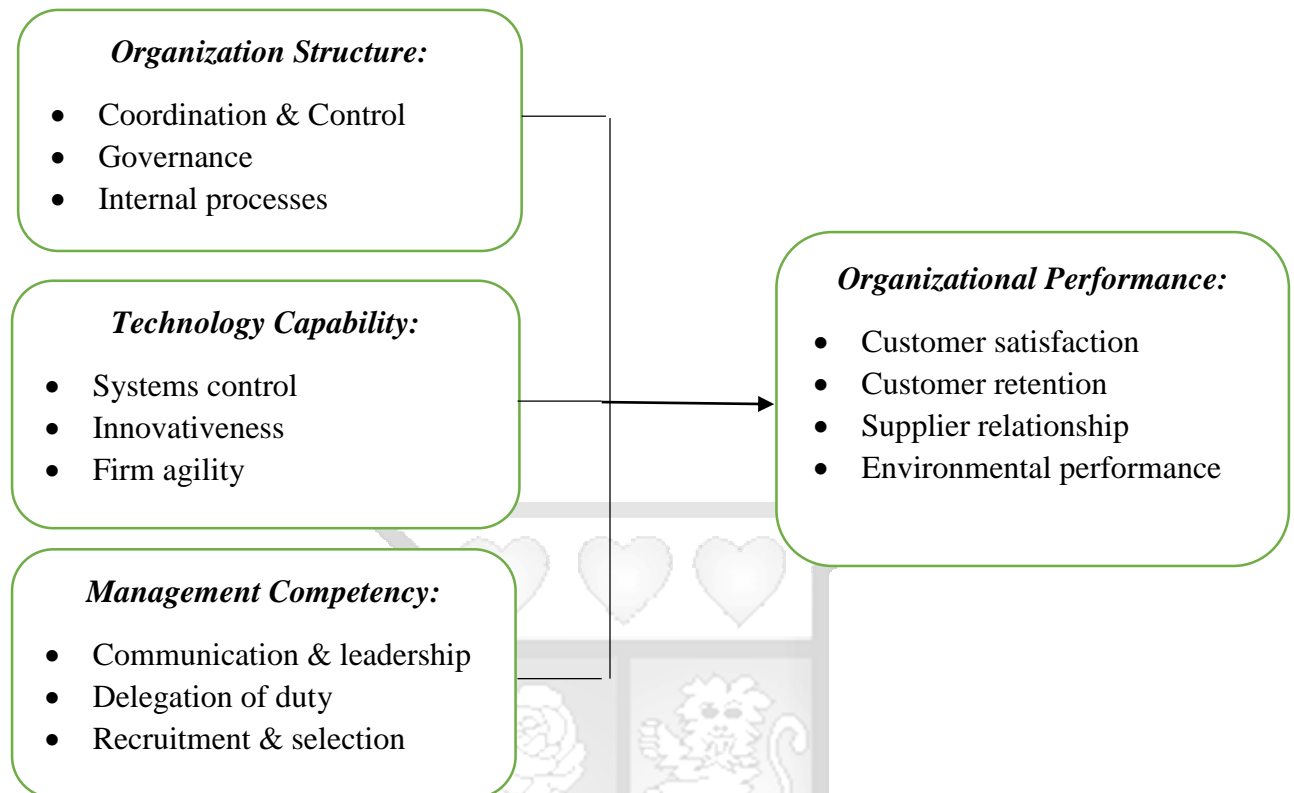 Organization Structure:
• Coordination & Control
• Governance
• Internal processes
Technology Capability:
• Systems control
• Innovativeness
• Firm agility
Management Competency:
• Communication & leadership
• Delegation of duty
• Recruitment & selection
Organizational Performance:
• Customer satisfaction
• Customer retention
• Supplier relationship
• Environmental performance